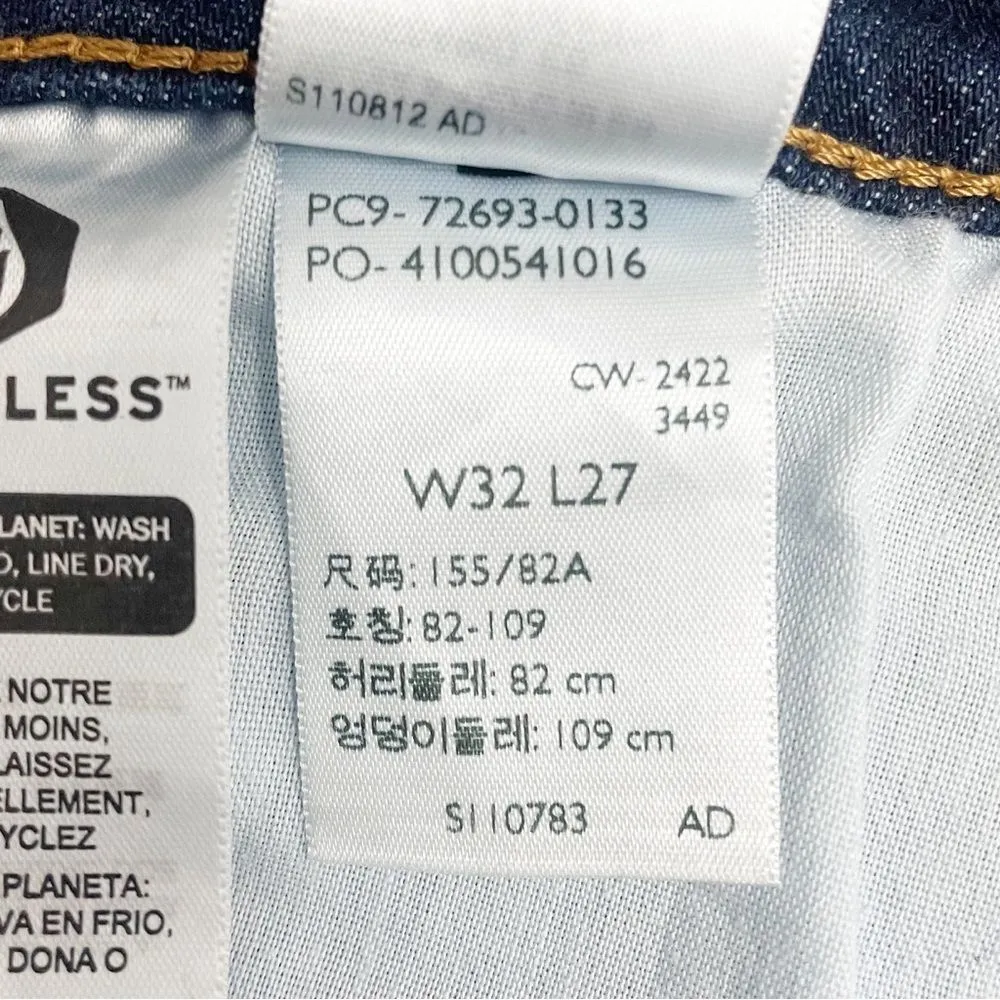 S110812 AD
PC9- 72693-0133
PO- 4100541016
CW- 2422
3449
W32 L27
尺码: 155/82A
호칭: 82-109
허리둘레: 82 cm
엉덩이둘레: 109 cm
S110783 AD
LESS™
LANET: WASH
D, LINE DRY,
YCLE
NOTRE
MOINS,
LAISSEZ
ELLEMENT,
YCLEZ
PLANETA:
VA EN FRIO,
DONA O